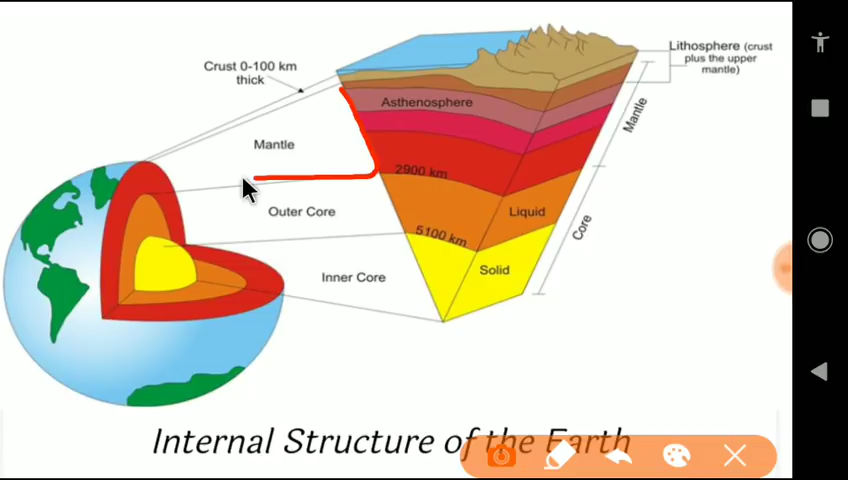 Crust 0-100 km
thick
Lithosphere (crust
plus the upper
mantle)
Asthenosphere
Mantle
Mantle
2900 km
Outer Core
Liquid
Core
5100 km
Inner Core
Solid
Internal Structure of the Earth